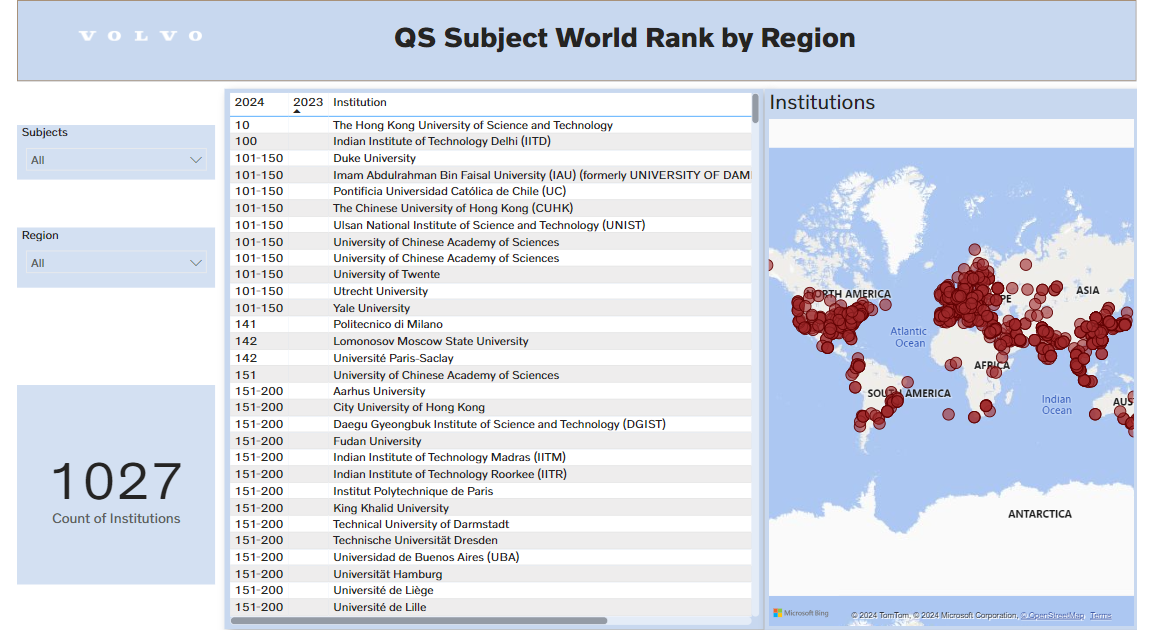 VOLVO
QS Subject World Rank by Region
Subjects
All
Region
All
1027
Count of Institutions
2024 2023 Institution
10 The Hong Kong University of Science and Technology
100 Indian Institute of Technology Delhi (IITD)
101-150 Duke University
101-150 Imam Abdulrahman Bin Faisal University (IAU) (formerly UNIVERSITY OF DAM
101-150 Pontificia Universidad Católica de Chile (UC)
101-150 The Chinese University of Hong Kong (CUHK)
101-150 Ulsan National Institute of Science and Technology (UNIST)
101-150 University of Chinese Academy of Sciences
101-150 University of Chinese Academy of Sciences
101-150 University of Twente
101-150 Utrecht University
101-150 Yale University
141 Politecnico di Milano
142 Lomonosov Moscow State University
142 Université Paris-Saclay
151 University of Chinese Academy of Sciences
151-200 Aarhus University
151-200 City University of Hong Kong
151-200 Daegu Gyeongbuk Institute of Science and Technology (DGIST)
151-200 Fudan University
151-200 Indian Institute of Technology Madras (IITM)
151-200 Indian Institute of Technology Roorkee (IITR)
151-200 Institut Polytechnique de Paris
151-200 King Khalid University
151-200 Technical University of Darmstadt
151-200 Technische Universität Dresden
151-200 Universidad de Buenos Aires (UBA)
151-200 Universität Hamburg
151-200 Université de Liège
151-200 Université de Lille
Institutions
NORTH AMERICA
PE
ASIA
Atlantic
Ocean
AFRICA
SOUTH AMERICA
Indian
Ocean
AUS
ANTARCTICA
Microsoft Bing
© 2024 TomTom, © 2024 Microsoft Corporation, © OpenStreetMap Terms